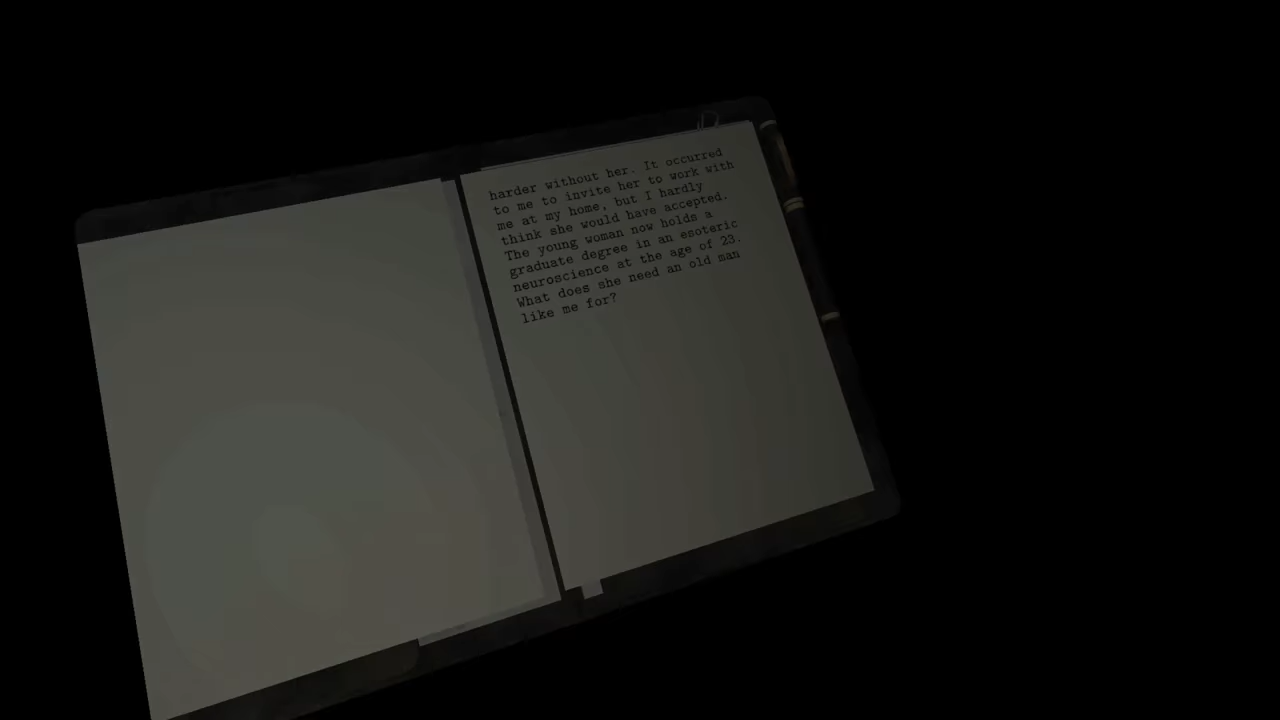 harder without her. It occurred
to me to invite her to work with
me at my home, but I hardly
think she would have accepted.
The young woman now holds a
graduate degree in an esoteric
neuroscience at the age of 23.
What does she need an old man
like me for?